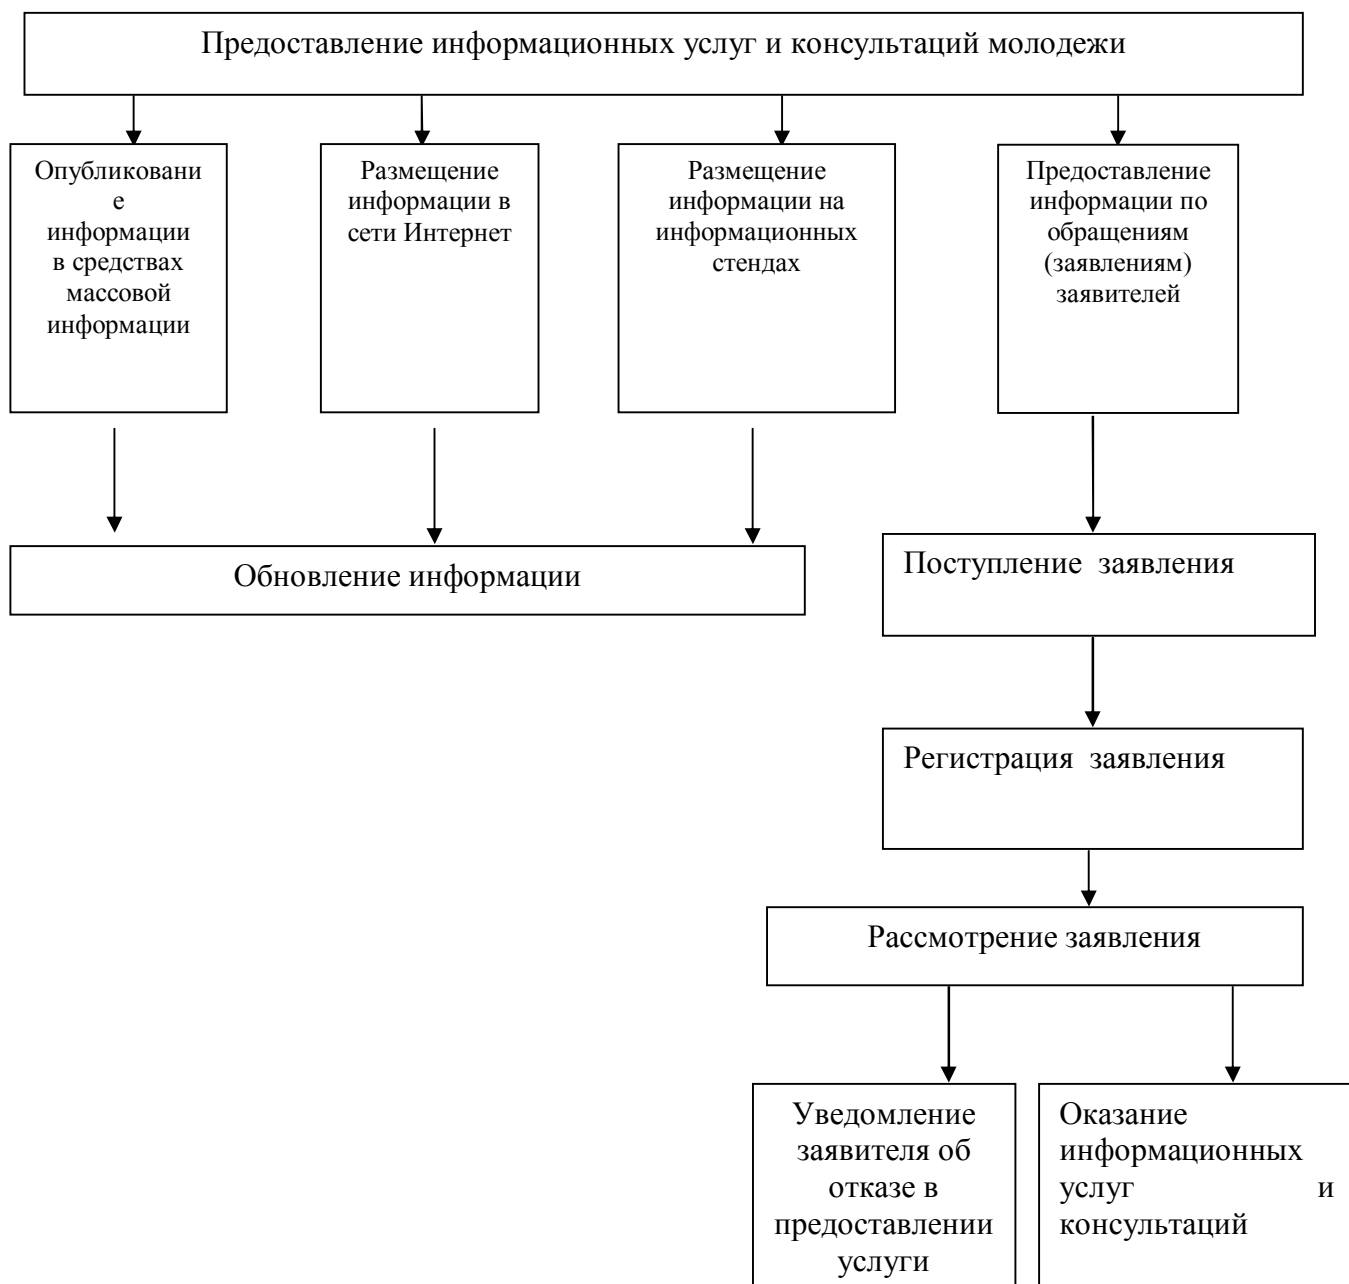 Предоставление информационных услуг и консультаций молодежи
Опубликовани
е
информации
в средствах
массовой
информации
Размещение
информации в
сети Интернет
Размещение
информации на
информационных
стендах
Предоставление
информации по
обращениям
(заявлениям)
заявителей
Обновление информации
Поступление  заявления
Регистрация  заявления
Рассмотрение заявления
Уведомление
заявителя об
отказе в
предоставлении
услуги
Оказание
информационных
услуг и
консультаций